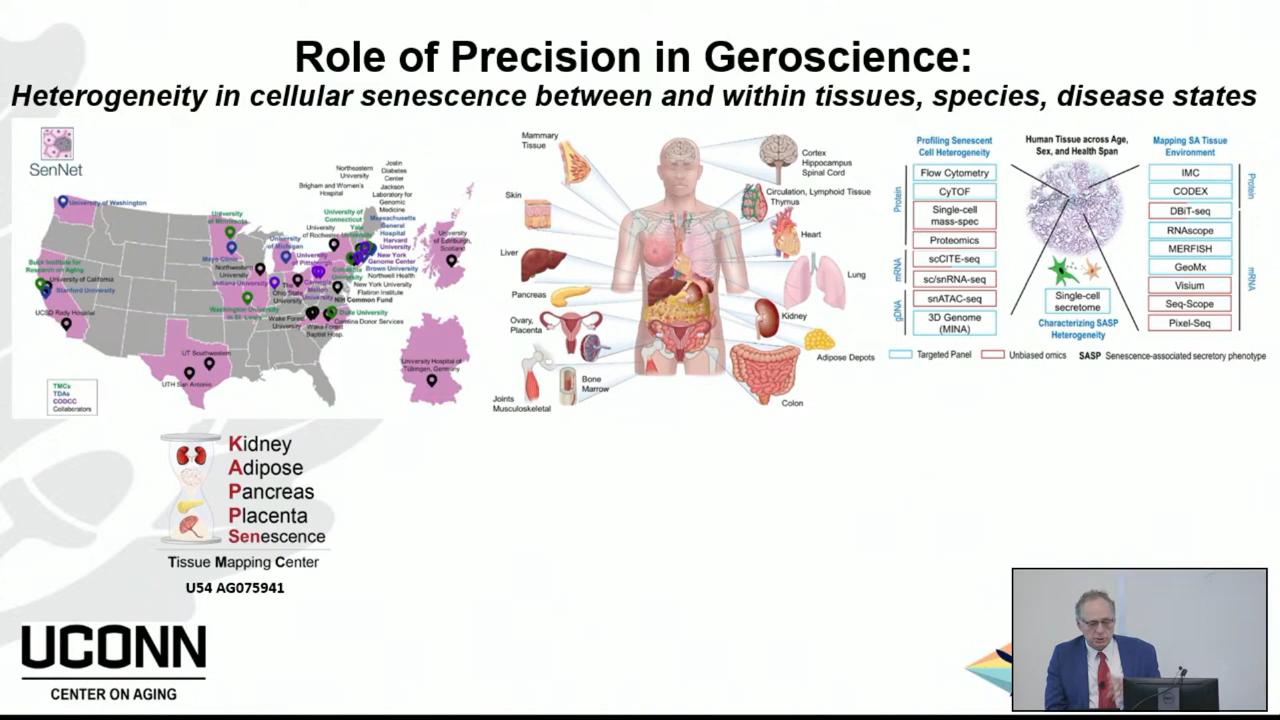 Role of Precision in Geroscience:
Heterogeneity in cellular senescence between and within tissues, species, disease states
SenNet
University of Washington
University
of Minnesota
Mayo Clinic
Buck Institute for
Research on Aging
University of California
Stanford University
UCSD Rady Hospital
UT Southwestern
UTH San Antonio
Northwestern
University
Indiana University
Washington University
in St. Louis
University
of Michigan
The
Ohio State
University
University
of Pittsburgh
Carnegie
Mellon
University
Wake Forest
University
Wake Forest
Baptist Hosp.
Duke University
Carolina Donor Services
NIH Common Fund
University
of Rochester
Brigham and Women's
Hospital
Northeastern
University
Joslin
Diabetes
Center
Jackson
Laboratory for
Genomic
Medicine
University of
Connecticut
Yale
University
Columbia
University
Massachusetts
General
Hospital
Harvard
University
New York
Genome Center
Brown University
Northwell Health
New York University
Flatiron Institute
University
of Edinburgh,
Scotland
University Hospital of
Tübingen, Germany
TMCs
TDAs
CODCC
Collaborators
Mammary
Tissue
Skin
Liver
Pancreas
Ovary,
Placenta
Joints
Musculoskeletal
Bone
Marrow
Cortex
Hippocampus
Spinal Cord
Circulation, Lymphoid Tissue
Thymus
Heart
Lung
Kidney
Adipose Depots
Colon
Profiling Senescent
Cell Heterogeneity
Protein
mRNA
gDNA
Flow Cytometry
CyTOF
Single-cell
mass-spec
Proteomics
scCITE-seq
sc/snRNA-seq
snATAC-seq
3D Genome
(MINA)
Human Tissue across Age,
Sex, and Health Span
Single-cell
secretome
Characterizing SASP
Heterogeneity
Mapping SA Tissue
Environment
IMC
CODEX
DBiT-seq
RNAscope
MERFISH
GeoMx
Visium
Seq-Scope
Pixel-Seq
Protein
mRNA
Targeted Panel
Unbiased omics
SASP Senescence-associated secretory phenotype
Kidney
Adipose
Pancreas
Placenta
Senescence
Tissue Mapping Center
U54 AG075941
UCONN
CENTER ON AGING